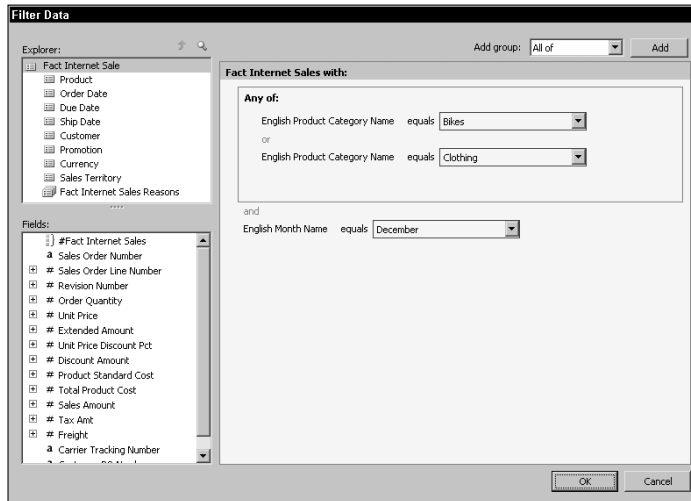 Filter Data
Explorer:
Fact Internet Sale
Product
Order Date
Due Date
Ship Date
Customer
Promotion
Currency
Sales Territory
Fact Internet Sales Reasons
Fields:
#Fact Internet Sales
a Sales Order Number
# Sales Order Line Number
# Revision Number
# Order Quantity
# Unit Price
# Extended Amount
# Unit Price Discount Pct
# Discount Amount
# Product Standard Cost
# Total Product Cost
# Sales Amount
# Tax Amt
# Freight
a Carrier Tracking Number
Add group: All of Add
Fact Internet Sales with:
Any of:
English Product Category Name equals Bikes
or
English Product Category Name equals Clothing
and
English Month Name equals December
OK Cancel